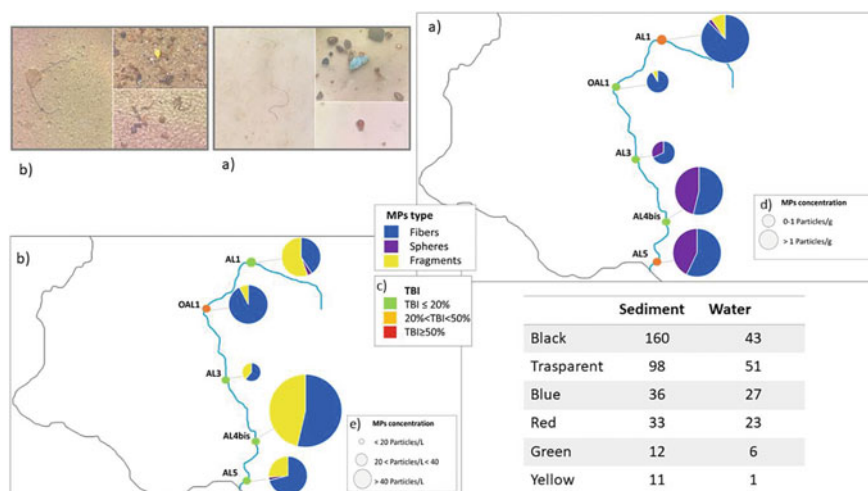 b)
a)
a)
AL1
OAL1
AL3
AL4bis
AL5
d) MPs concentration
0-1 Particles/g
> 1 Particles/g
MPs type
Fibers
Spheres
Fragments
c) TBI
TBI ≤ 20%
20%<TBI<50%
TBI≥50%
b)
AL1
OAL1
AL3
AL4bis
AL5
e) MPs concentration
< 20 Particles/L
20 < Particles/L < 40
> 40 Particles/L
Sediment Water
Black 160 43
Trasparent 98 51
Blue 36 27
Red 33 23
Green 12 6
Yellow 11 1